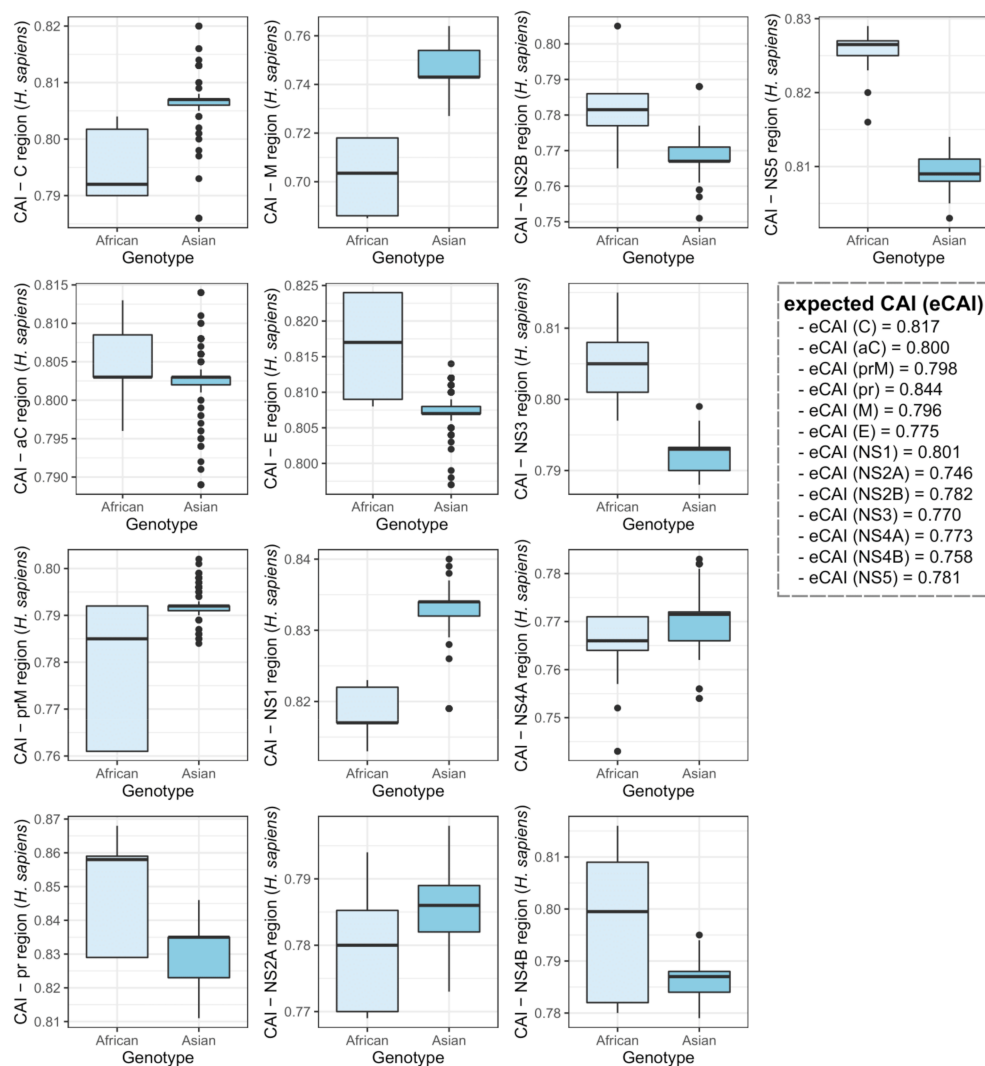 CAI − C region (H. sapiens)
0.82
0.81
0.80
0.79
African
Asian
Genotype
CAI − M region (H. sapiens)
0.76
0.74
0.72
0.70
African
Asian
Genotype
CAI − NS2B region (H. sapiens)
0.80
0.79
0.78
0.77
0.76
0.75
African
Asian
Genotype
CAI − NS5 region (H. sapiens)
0.83
0.82
0.81
African
Asian
Genotype
CAI − aC region (H. sapiens)
0.815
0.810
0.805
0.800
0.795
0.790
African
Asian
Genotype
CAI − E region (H. sapiens)
0.825
0.820
0.815
0.810
0.805
0.800
African
Asian
Genotype
CAI − NS3 region (H. sapiens)
0.81
0.80
0.79
African
Asian
Genotype
expected CAI (eCAI)
- eCAI (C) = 0.817
- eCAI (aC) = 0.800
- eCAI (prM) = 0.798
- eCAI (pr) = 0.844
- eCAI (M) = 0.796
- eCAI (E) = 0.775
- eCAI (NS1) = 0.801
- eCAI (NS2A) = 0.746
- eCAI (NS2B) = 0.782
- eCAI (NS3) = 0.770
- eCAI (NS4A) = 0.773
- eCAI (NS4B) = 0.758
- eCAI (NS5) = 0.781
CAI − prM region (H. sapiens)
0.80
0.79
0.78
0.77
0.76
African
Asian
Genotype
CAI − NS1 region (H. sapiens)
0.84
0.83
0.82
African
Asian
Genotype
CAI − NS4A region (H. sapiens)
0.78
0.77
0.76
0.75
African
Asian
Genotype
CAI − pr region (H. sapiens)
0.87
0.86
0.85
0.84
0.83
0.82
0.81
African
Asian
Genotype
CAI − NS2A region (H. sapiens)
0.79
0.78
0.77
African
Asian
Genotype
CAI − NS4B region (H. sapiens)
0.81
0.80
0.79
0.78
African
Asian
Genotype